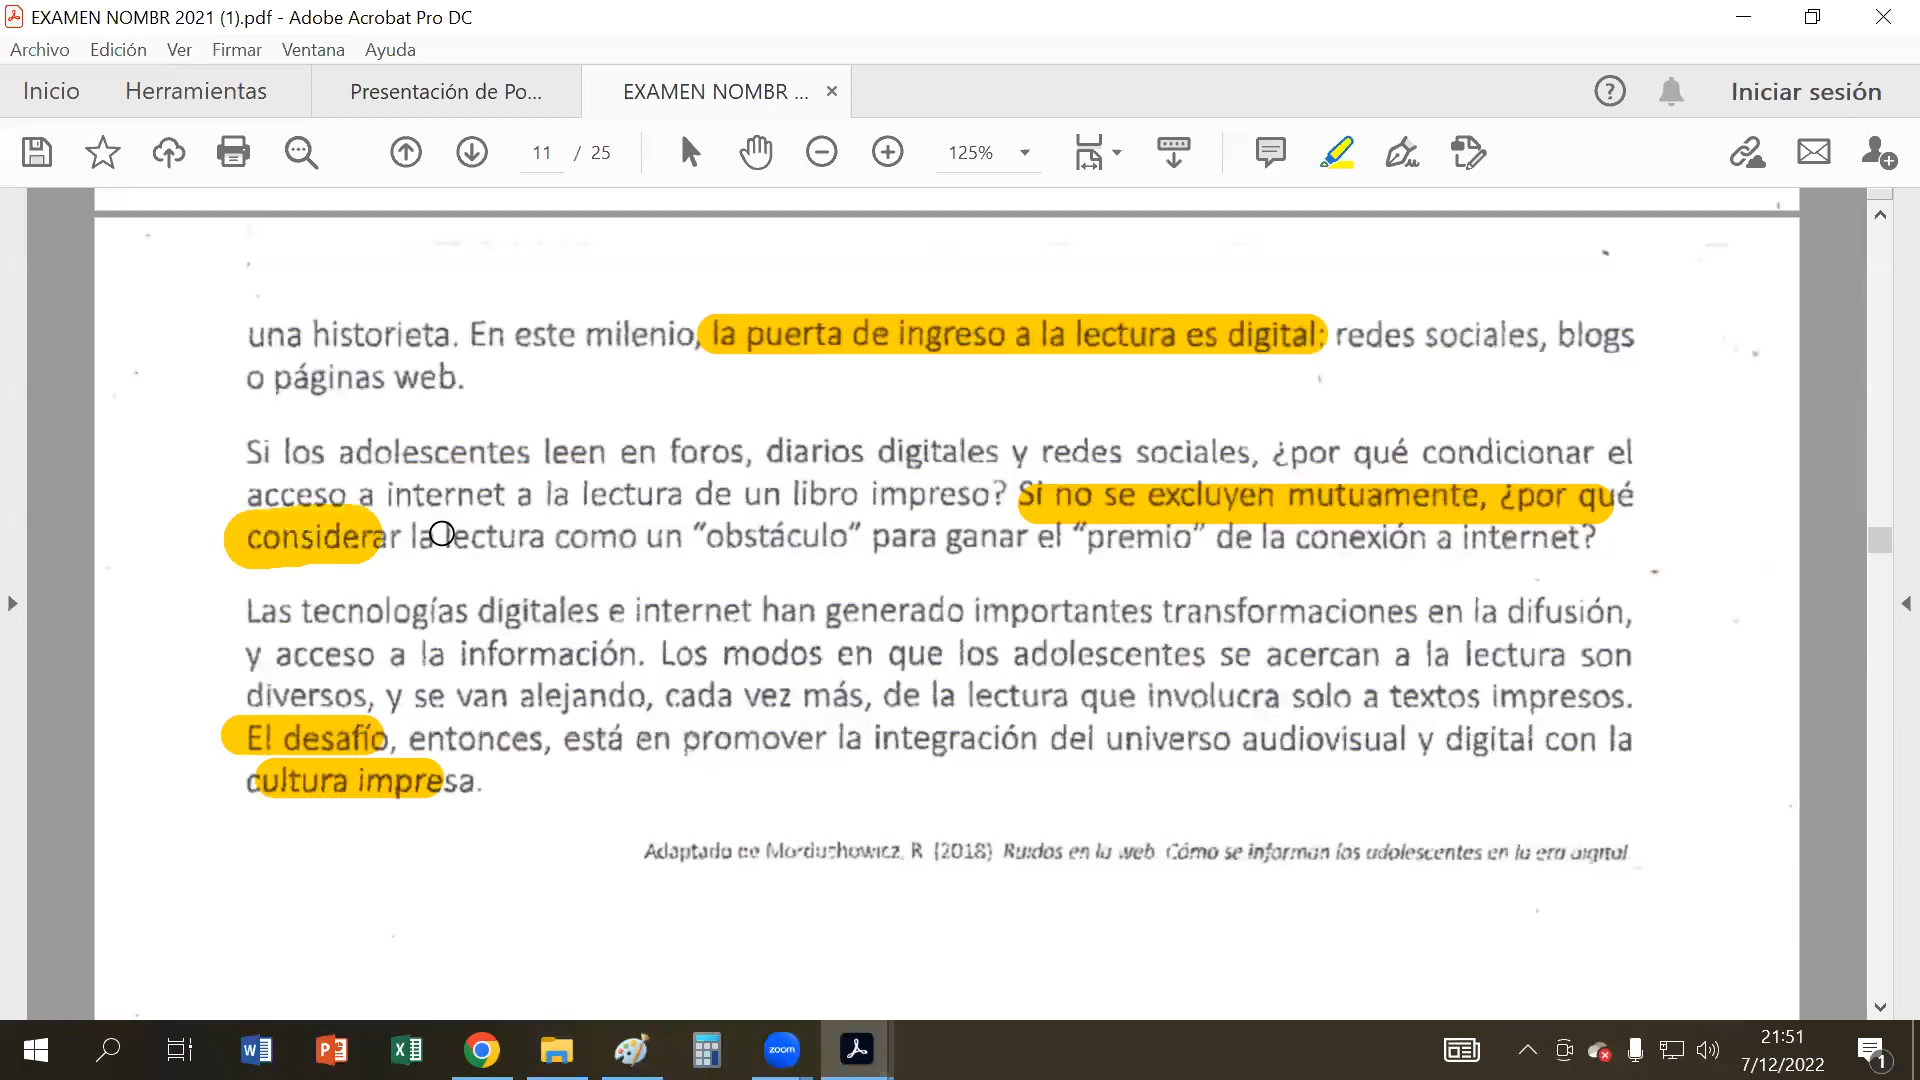 EXAMEN NOMBR 2021 (1).pdf - Adobe Acrobat Pro DC
Archivo Edición Ver Firmar Ventana Ayuda
Inicio Herramientas Presentación de Po... EXAMEN NOMBR ... × Iniciar sesión
11 / 25 125%
una historieta. En este milenio, la puerta de ingreso a la lectura es digital: redes sociales, blogs
o páginas web.
Si los adolescentes leen en foros, diarios digitales y redes sociales, ¿por qué condicionar el
acceso a internet a la lectura de un libro impreso? Si no se excluyen mutuamente, ¿por qué
considerar la lectura como un “obstáculo” para ganar el “premio” de la conexión a internet?
Las tecnologías digitales e internet han generado importantes transformaciones en la difusión,
y acceso a la información. Los modos en que los adolescentes se acercan a la lectura son
diversos, y se van alejando, cada vez más, de la lectura que involucra solo a textos impresos.
El desafío, entonces, está en promover la integración del universo audiovisual y digital con la
cultura impresa.
Adaptado de Morduchowicz, R. (2018) Ruidos en la web. Cómo se informan los adolescentes en la era digital
zoom
21:51
7/12/2022
1